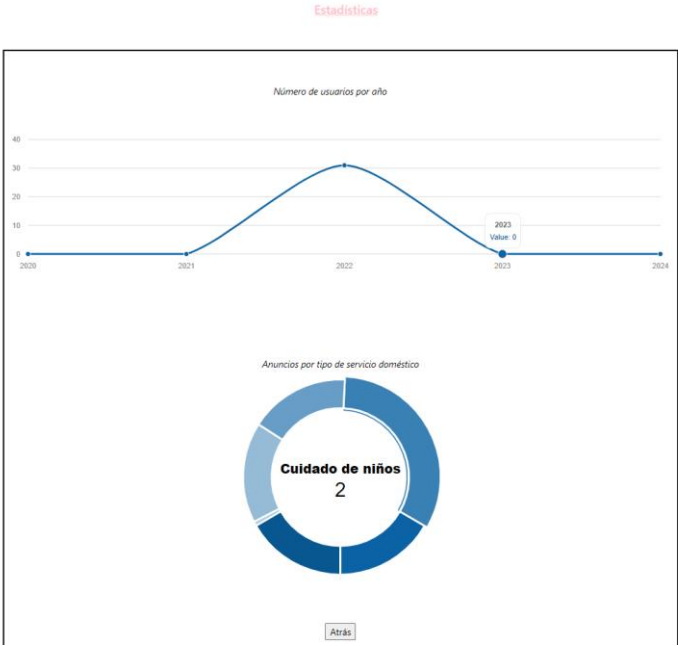 Estadísticas
Número de usuarios por año
40
30
20
10
0
2023
Value: 0
2020 2021 2022 2023 2024
Anuncios por tipo de servicio doméstico
Cuidado de niños
2
Atrás